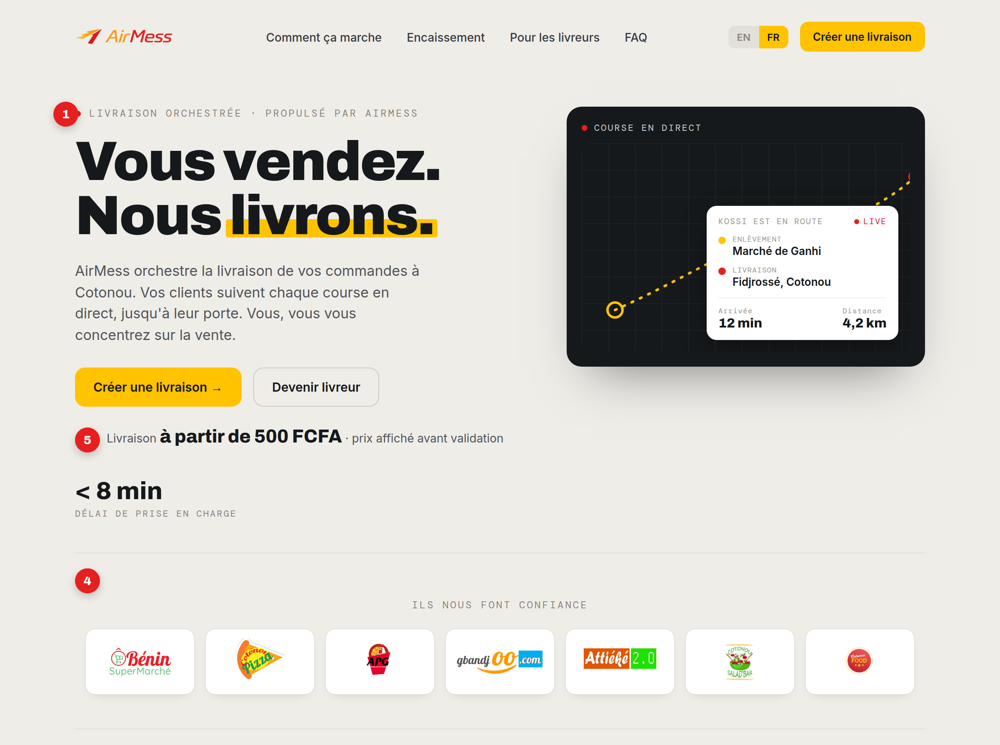 AirMess
Comment ça marche
Encaissement
Pour les livreurs
FAQ
EN
FR
Créer une livraison
1
LIVRAISON ORCHESTRÉE · PROPULSÉ PAR AIRMESS
Vous vendez.
Nous livrons.
AirMess orchestre la livraison de vos commandes à
Cotonou. Vos clients suivent chaque course en
direct, jusqu'à leur porte. Vous, vous vous
concentrez sur la vente.
Créer une livraison →
Devenir livreur
5
Livraison à partir de 500 FCFA · prix affiché avant validation
< 8 min
DÉLAI DE PRISE EN CHARGE
COURSE EN DIRECT
KOSSI EST EN ROUTE
LIVE
ENLÈVEMENT
Marché de Ganhi
LIVRAISON
Fidjrossé, Cotonou
Arrivée
12 min
Distance
4,2 km
4
ILS NOUS FONT CONFIANCE
Ô Bénin
SuperMarché
Cotonou
Pizza
APG
gbandjoo.com
Attiéké 2.0
COTONOU
SALAD'BAR
Cotonou
FOOD